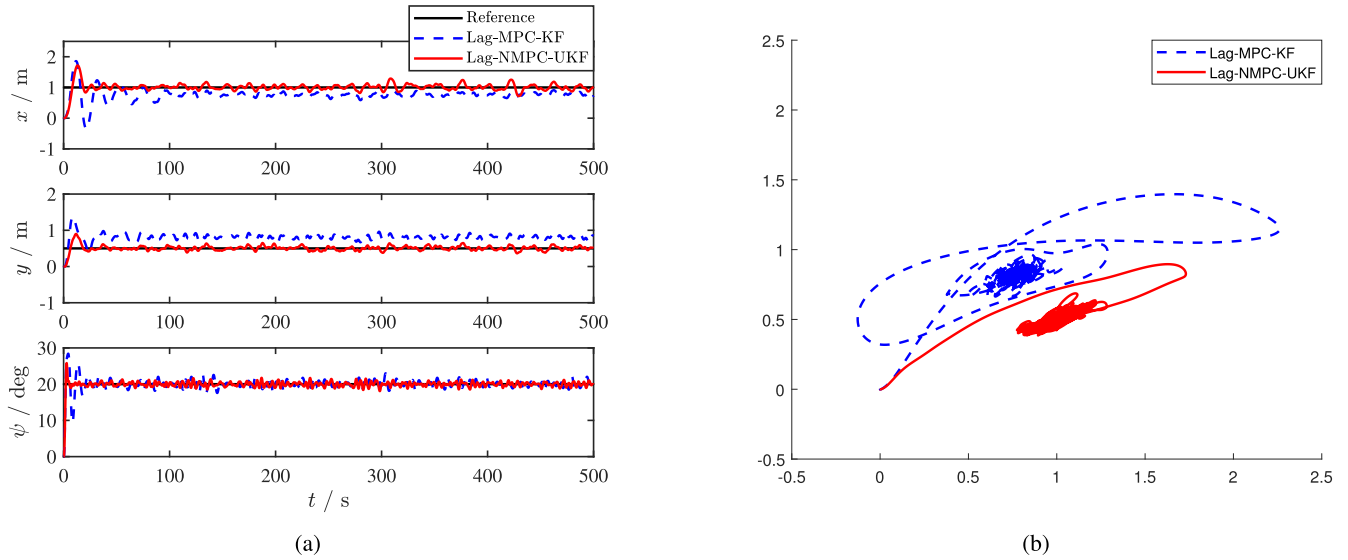 Reference
Lag-MPC-KF
Lag-NMPC-UKF
x / m
2
1
0
-1
0 100 200 300 400 500
y / m
2
1
0
1
0 100 200 300 400 500
ψ / deg
30
20
10
0
0 100 200 300 400 500
t / s
(a)
Lag-MPC-KF
Lag-NMPC-UKF
2.5
2
1.5
1
0.5
0
-0.5
-0.5 0 0.5 1 1.5 2 2.5
(b)